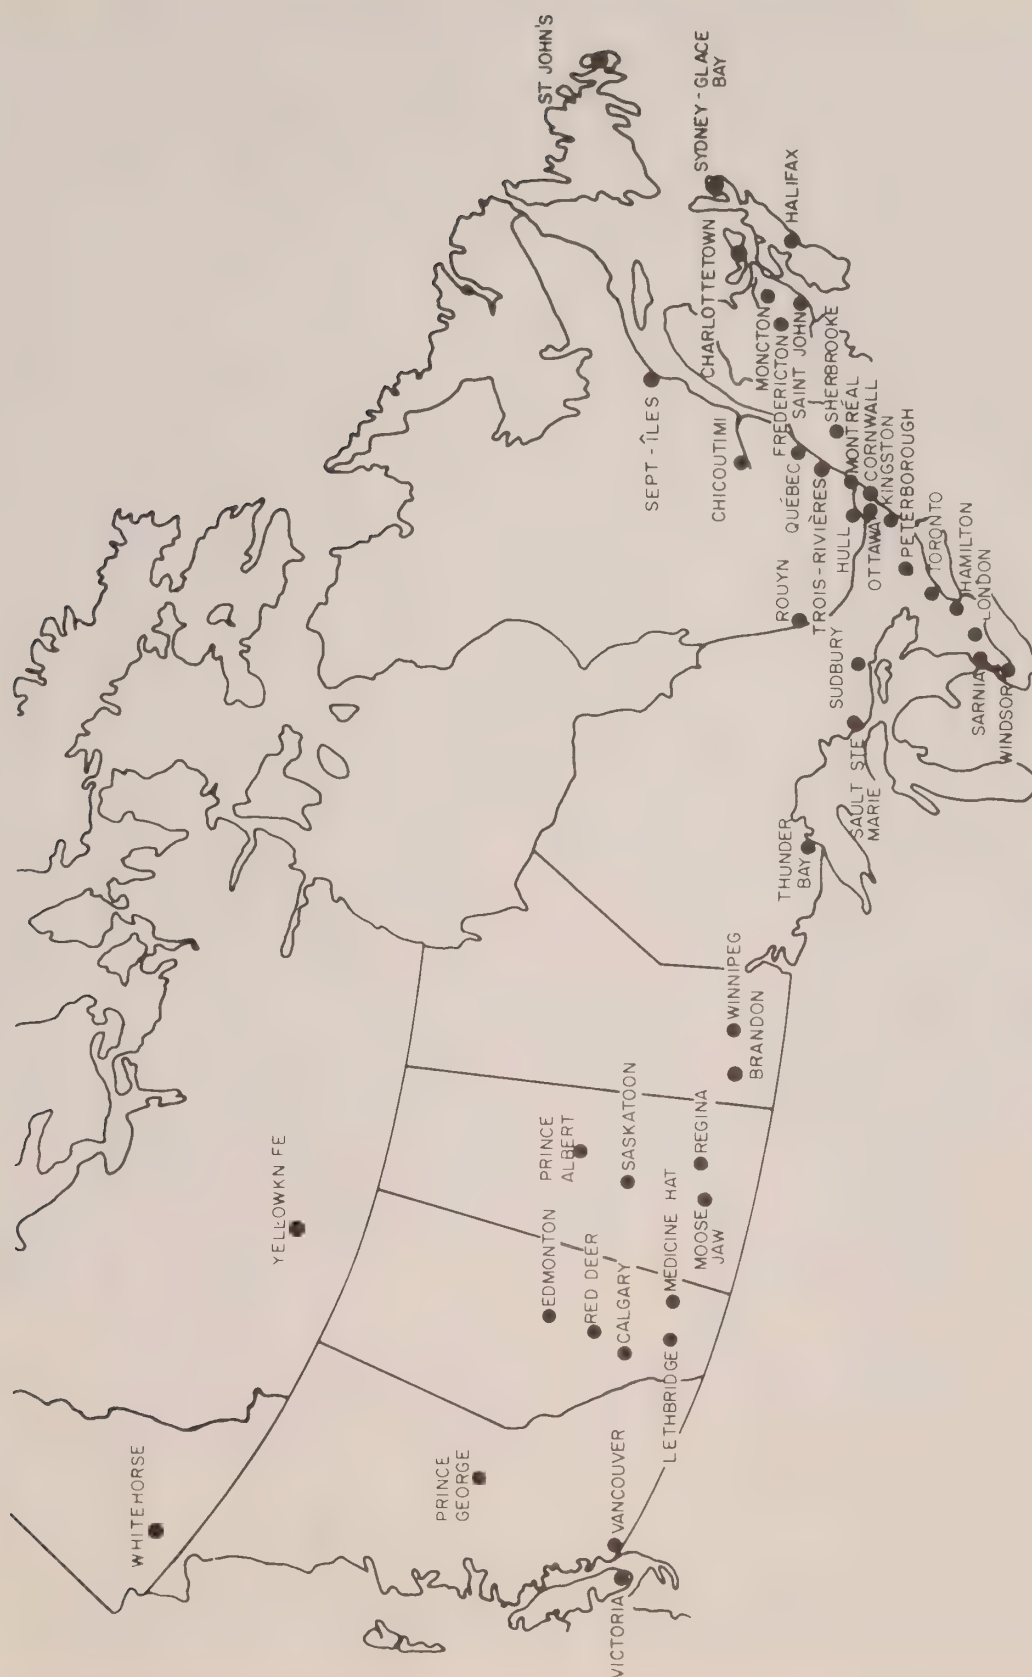 WHITEHORSE
YELLOWKN FE
PRINCE
GEORGE
VICTORIA
VANCOUVER
EDMONTON
RED DEER
CALGARY
LETHBRIDGE
MEDICINE HAT
PRINCE
ALBERT
SASKATOON
MOOSE
JAW
REGINA
BRANDON
WINNIPEG
THUNDER
BAY
SAULT STE
MARIE
SUDBURY
ROUYN
WINDSOR
SARNIA
LONDON
HAMILTON
TORONTO
PETERBOROUGH
KINGSTON
CORNWALL
OTTAWA
HULL
MONTRÉAL
TROIS-RIVIÈRES
SHERBROOKE
QUÉBEC
CHICOUTIMI
SEPT-ÎLES
SAINT JOHN
FREDERICTON
MONCTON
CHARLOTTETOWN
HALIFAX
SYDNEY-GLACE
BAY
ST JOHN'S